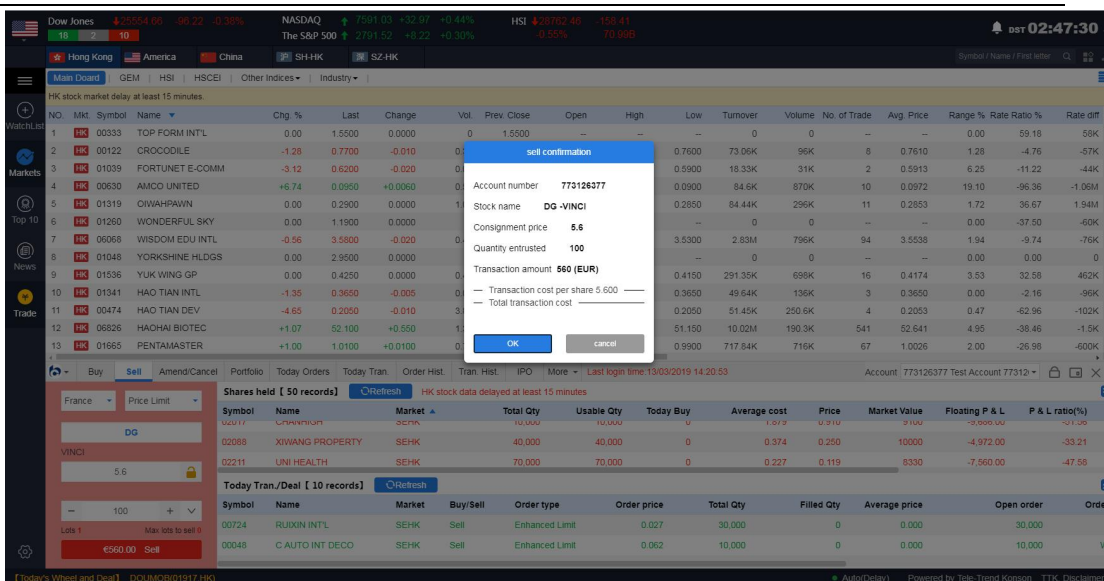 Dow Jones 25554.66 -96.22 -0.38% NASDAQ 7591.03 +32.97 +0.44% HSI 28762.46 -158.41
18 2 10 The S&P 500 2791.52 +8.22 +0.30% -0.55% 70.99B DST 02:47:30
Hong Kong America China SH-HK SZ-HK Symbol / Name / First letter
Main Board GEM HSI HSCEI Other Indices Industry
HK stock market delay at least 15 minutes.
NO. Mkt Symbol Name Chg. % Last Change Vol. Prev. Close Open High Low Turnover Volume No. of Trade Avg. Price Range % Rate Ratio % Rate diff
WatchList
1 HK 00333 TOP FORM INT'L 0.00 1.5500 0.0000 0 1.5500 -- -- -- 0 0 -- -- 0.00 59.18 58K
2 HK 00122 CROCODILE -1.28 0.7700 -0.010 0.7600 73.06K 96K 8 0.7610 1.28 -4.76 -57K
Markets
3 HK 01039 FORTUNET E-COMM -3.12 0.6200 -0.020 0.5900 18.33K 31K 2 0.5913 6.25 -11.22 -44K
4 HK 00630 AMCO UNITED +6.74 0.0950 +0.0060 0.0900 84.6K 870K 10 0.0972 19.10 -96.36 -1.06M
5 HK 01319 OIWAHPAWN 0.00 0.2900 0.0000 0.2850 84.44K 296K 11 0.2853 1.72 36.67 1.94M
Top 10
6 HK 01260 WONDERFUL SKY 0.00 1.1900 0.0000 -- 0 0 -- -- 0.00 -37.50 -60K
7 HK 06068 WISDOM EDU INTL -0.56 3.5800 -0.020 3.5300 2.83M 796K 94 3.5538 1.94 -9.74 -76K
News
8 HK 01048 YORKSHINE HLDGS 0.00 2.9500 0.0000 -- 0 0 -- -- 0.00 0.00 0
9 HK 01536 YUK WING GP 0.00 0.4250 0.0000 0.4150 291.35K 698K 16 0.4174 3.53 32.58 462K
10 HK 01341 HAO TIAN INTL -1.35 0.3650 -0.005 0.3650 49.64K 136K 3 0.3650 0.00 -2.16 -96K
Trade
11 HK 00474 HAO TIAN DEV -4.65 0.2050 -0.010 0.2050 51.45K 250.6K 4 0.2053 0.47 -62.96 -102K
12 HK 06826 HAOHAI BIOTEC +1.07 52.100 +0.550 51.150 10.02M 190.3K 541 52.641 4.95 -38.46 -1.5K
13 HK 01665 PENTAMASTER +1.00 1.0100 +0.0100 0.9900 717.84K 716K 67 1.0026 2.00 -26.98 -600K
sell confirmation
Account number 773126377
Stock name DG -VINCI
Consignment price 5.6
Quantity entrusted 100
Transaction amount 560 (EUR)
— Transaction cost per share 5.600 —
— Total transaction cost —
OK cancel
Buy Sell Amend/Cancel Portfolio Today Orders Today Tran. Order Hist. Tran. Hist. IPO More Last login time:13/03/2019 14:20:53 Account 773126377 Test Account 77312
France Price Limit
DG
VINCI
5.6
— 100 +
Lots 1 Max lots to sell 0
€560.00 Sell
Shares held【 50 records】 Refresh HK stock data delayed at least 15 minutes
Symbol Name Market Total Qty Usable Qty Today Buy Average cost Price Market Value Floating P & L P & L ratio(%)
02017 CHANHIGH SEHK 10,000 10,000 0 1.879 0.910 9100
02088 XIWANG PROPERTY SEHK 40,000 40,000 0 0.374 0.250 10000 -4,972.00 -33.21
02211 UNI HEALTH SEHK 70,000 70,000 0 0.227 0.119 8330 -7,560.00 -47.58
Today Tran./Deal【 10 records】 Refresh
Symbol Name Market Buy/Sell Order type Order price Total Qty Filled Qty Average price Open order Orde
00724 RUIXIN INT'L SEHK Sell Enhanced Limit 0.027 30,000 0 0.000 30,000
00048 C AUTO INT DECO SEHK Sell Enhanced Limit 0.062 10,000 0 0.000 10,000
【Today's Wheel and Deal】 DOUMOB(01917.HK) Auto(Delay) Powered by Tele-Trend Konson TTK Disclaimer